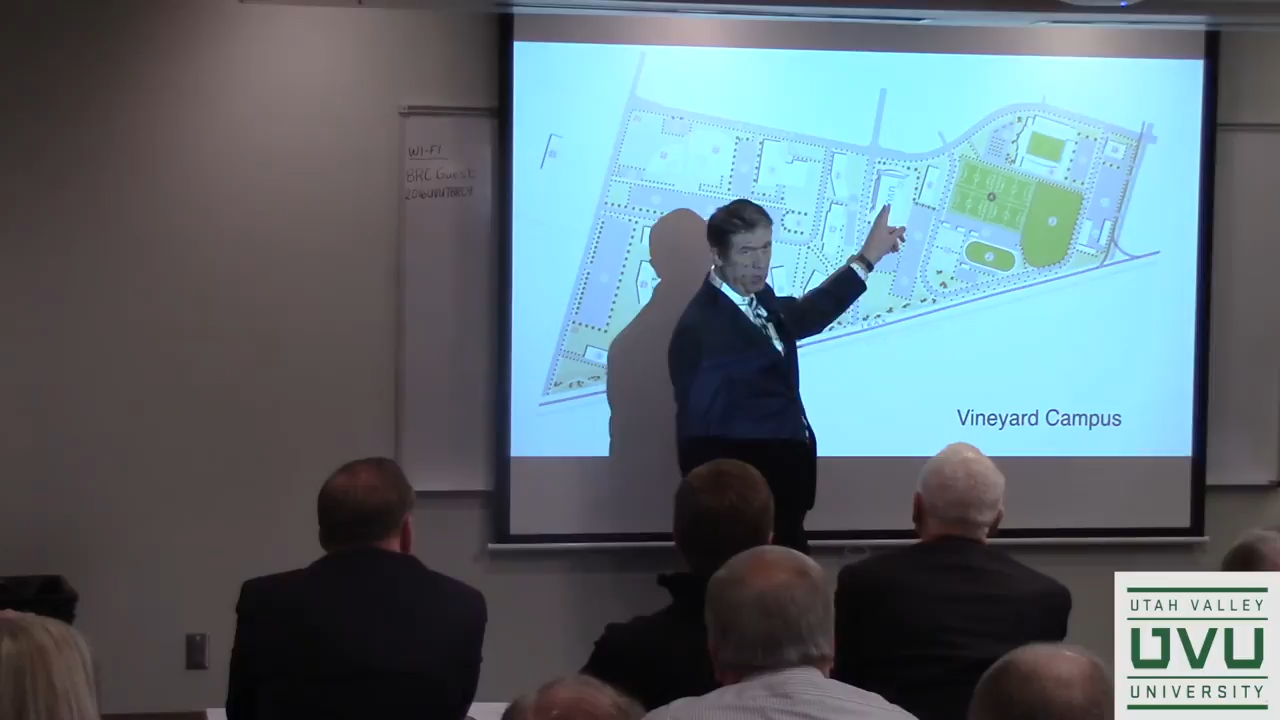 WI-FI
BRC Guest
Vineyard Campus
UTAH VALLEY
UVU
UNIVERSITY